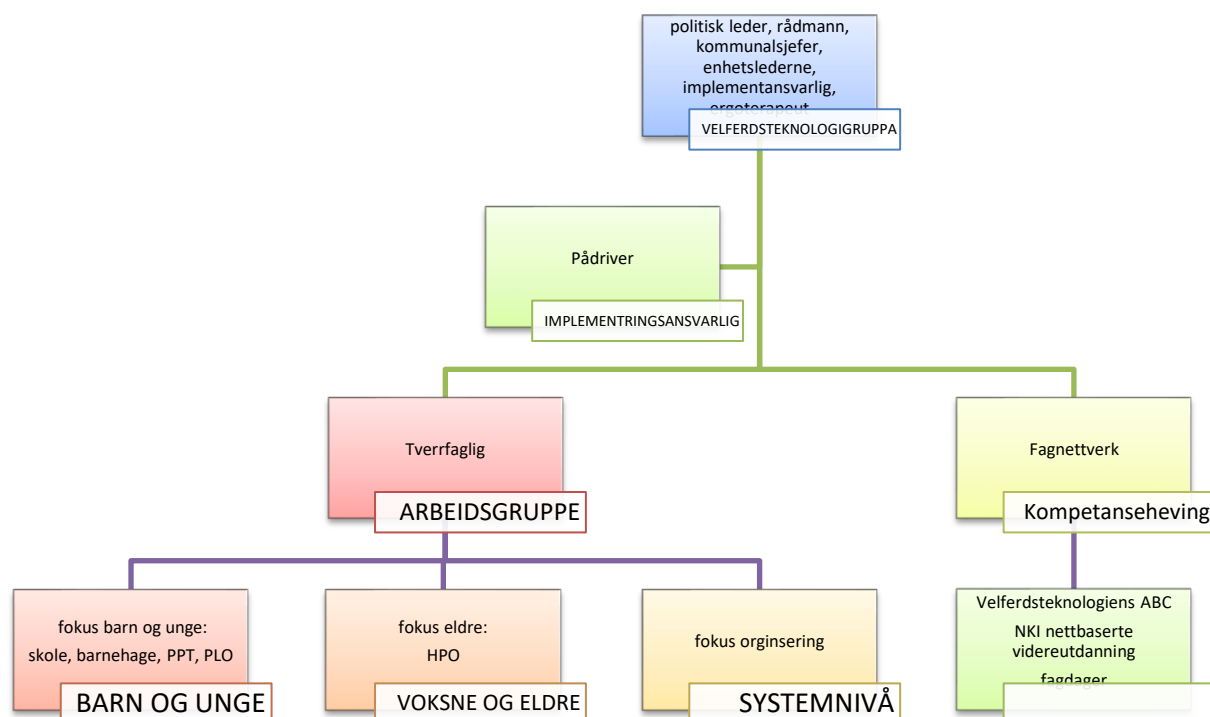 politisk leder, rådmann,
kommunalsjefer,
enhetslederne,
implementansvarlig,
ergoterapeut
VELFERDSTEKNOLOGIGRUPPA
Pådriver
IMPLEMENTRINGSANSVARLIG
Tverrfaglig
ARBEIDSGRUPPE
Fagnettverk
Kompetanseheving
fokus barn og unge:
skole, barnehage, PPT, PLO
BARN OG UNGE
fokus eldre:
HPO
VOKSNE OG ELDRE
fokus orginsering
SYSTEMNIVÅ
Velferdsteknologiens ABC
NKI nettbaserte
videreutdanning
fagdager